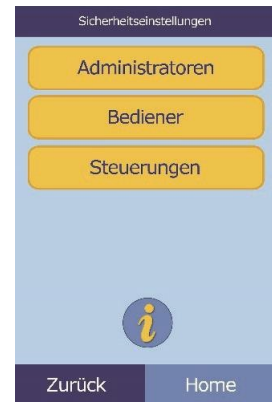 Sicherheitseinstellungen
Administratoren
Bediener
Steuerungen
i
Zurück Home